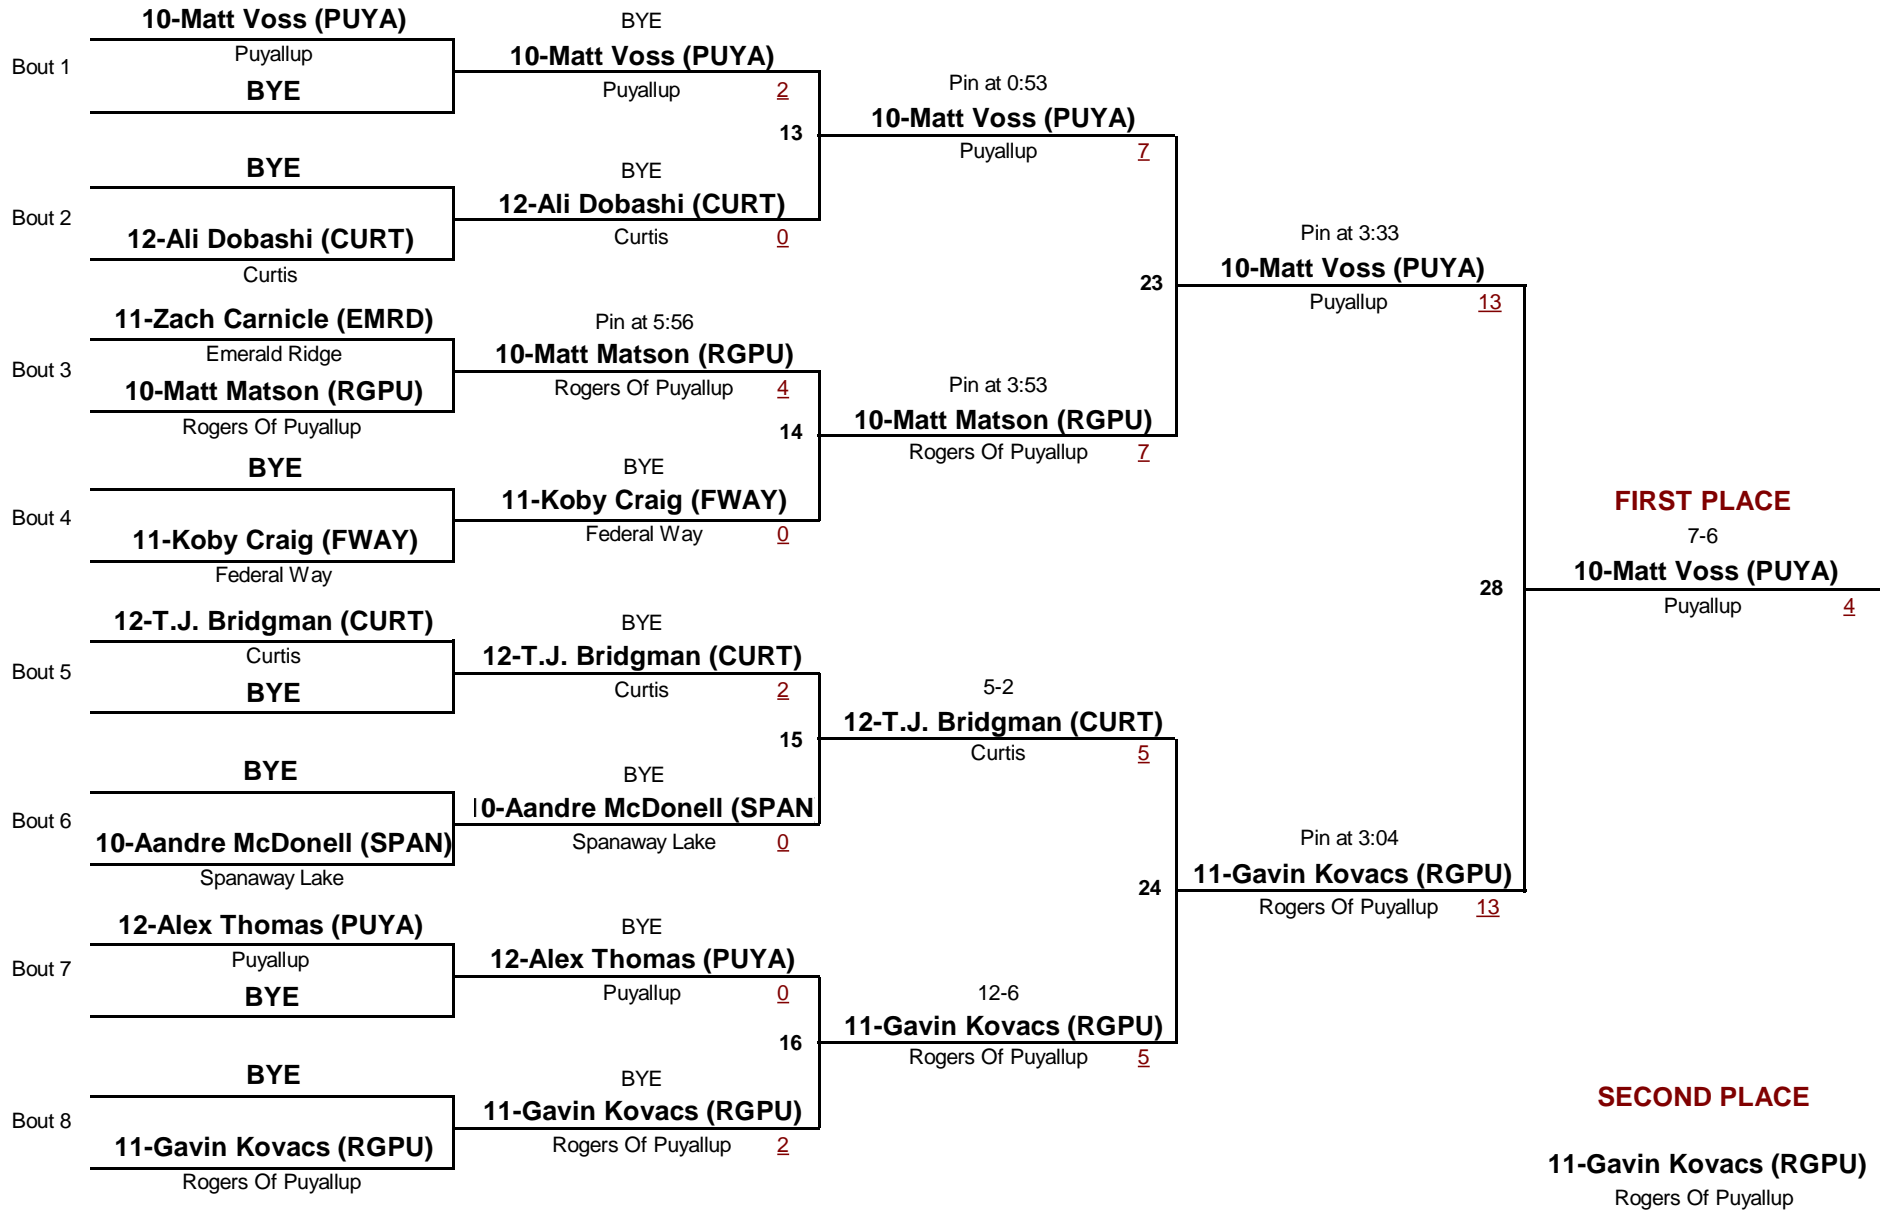 10-Matt Voss (PUYA)
Bout 1
Puyallup
BYE
BYE
Bout 2
12-Ali Dobashi (CURT)
Curtis
11-Zach Carnicle (EMRD)
Bout 3
Emerald Ridge
10-Matt Matson (RGPU)
Rogers Of Puyallup
BYE
Bout 4
11-Koby Craig (FWAY)
Federal Way
12-T.J. Bridgman (CURT)
Bout 5
Curtis
BYE
BYE
Bout 6
10-Aandre McDonell (SPAN)
Spanaway Lake
12-Alex Thomas (PUYA)
Bout 7
Puyallup
BYE
BYE
Bout 8
11-Gavin Kovacs (RGPU)
Rogers Of Puyallup
BYE
10-Matt Voss (PUYA)
Puyallup 2
13
BYE
12-Ali Dobashi (CURT)
Curtis 0
Pin at 5:56
10-Matt Matson (RGPU)
Rogers Of Puyallup 4
14
BYE
11-Koby Craig (FWAY)
Federal Way 0
BYE
12-T.J. Bridgman (CURT)
Curtis 2
15
BYE
10-Aandre McDonell (SPAN
Spanaway Lake 0
BYE
12-Alex Thomas (PUYA)
Puyallup 0
16
BYE
11-Gavin Kovacs (RGPU)
Rogers Of Puyallup 2
Pin at 0:53
10-Matt Voss (PUYA)
Puyallup 7
23
Pin at 3:53
10-Matt Matson (RGPU)
Rogers Of Puyallup 7
5-2
12-T.J. Bridgman (CURT)
Curtis 5
24
12-6
11-Gavin Kovacs (RGPU)
Rogers Of Puyallup 5
Pin at 3:33
10-Matt Voss (PUYA)
Puyallup 13
28
Pin at 3:04
11-Gavin Kovacs (RGPU)
Rogers Of Puyallup 13
FIRST PLACE
7-6
10-Matt Voss (PUYA)
Puyallup 4
SECOND PLACE
11-Gavin Kovacs (RGPU)
Rogers Of Puyallup